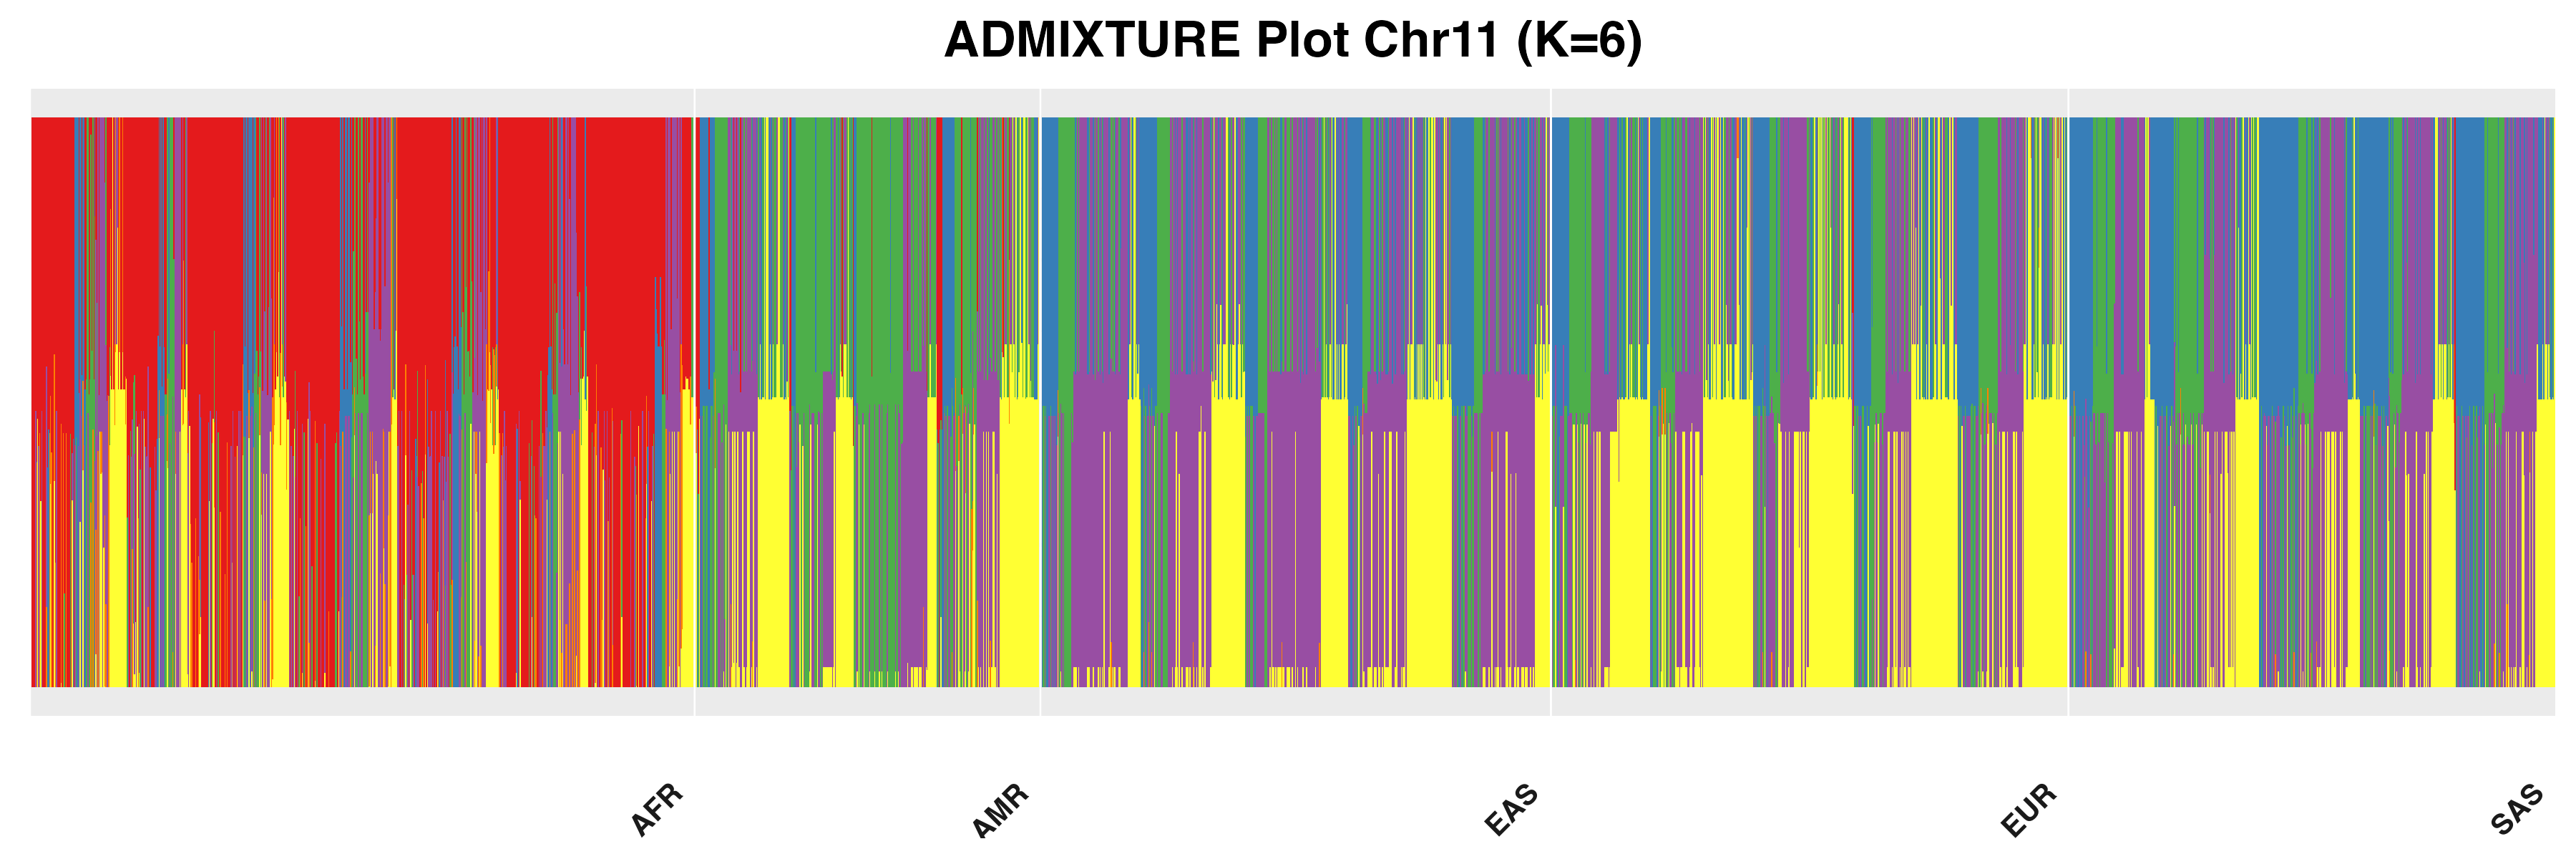 ADMIXTURE Plot Chr11 (K=6)
AFR
AMR
EAS
EUR
SAS